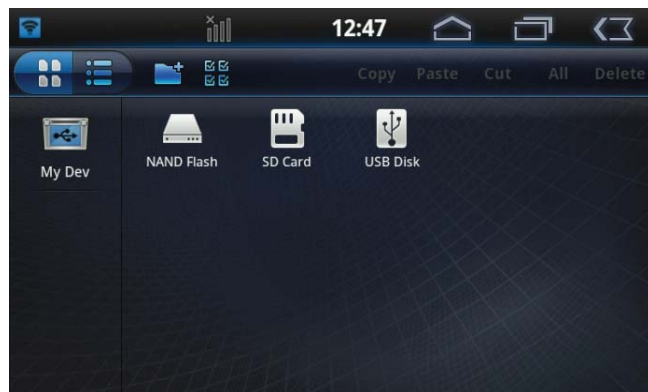 12:47
Copy Paste Cut All Delete
My Dev
NAND Flash SD Card USB Disk